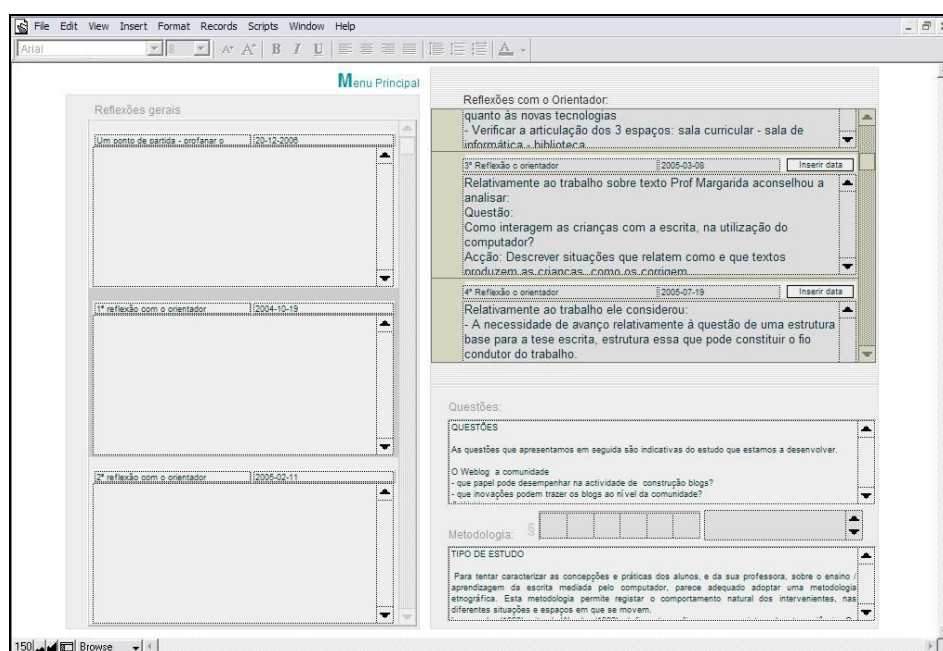 File Edit View Insert Format Records Scripts Window Help
Arial 8 B I U A
Menu Principal
Reflexões gerais
Um ponto de partida - profanar o 20-12-2006
1ª reflexão com o orientador 2004-10-19
2ª reflexão com o orientador 2005-02-11
Reflexões com o Orientador:
quanto às novas tecnologias
- Verificar a articulação dos 3 espaços: sala curricular - sala de
informática - biblioteca
3ª Reflexão c orientador 2005-03-08 Inserir data
Relativamente ao trabalho sobre texto Prof Margarida aconselhou a
analisar:
Questão:
Como interagem as crianças com a escrita, na utilização do
computador?
Acção: Descrever situações que relatem como e que textos
produzem as crianças, como os corrigem
4ª Reflexão c orientador 2005-07-19 Inserir data
Relativamente ao trabalho ele considerou:
- A necessidade de avanço relativamente à questão de uma estrutura
base para a tese escrita, estrutura essa que pode constituir o fio
condutor do trabalho.
Questões:
QUESTÕES
As questões que apresentamos em seguida são indicativas do estudo que estamos a desenvolver.
O Weblog a comunidade
- que papel pode desempenhar na actividade de construção blogs?
- que inovações podem trazer os blogs ao nível da comunidade?
Metodologia: §
TIPO DE ESTUDO
Para tentar caracterizar as concepções e práticas dos alunos, e da sua professora, sobre o ensino /
aprendizagem da escrita mediada pelo computador, parece adequado adoptar uma metodologia
etnográfica. Esta metodologia permite registar o comportamento natural dos intervenientes, nas
diferentes situações e espaços em que se movem.
150 Browse